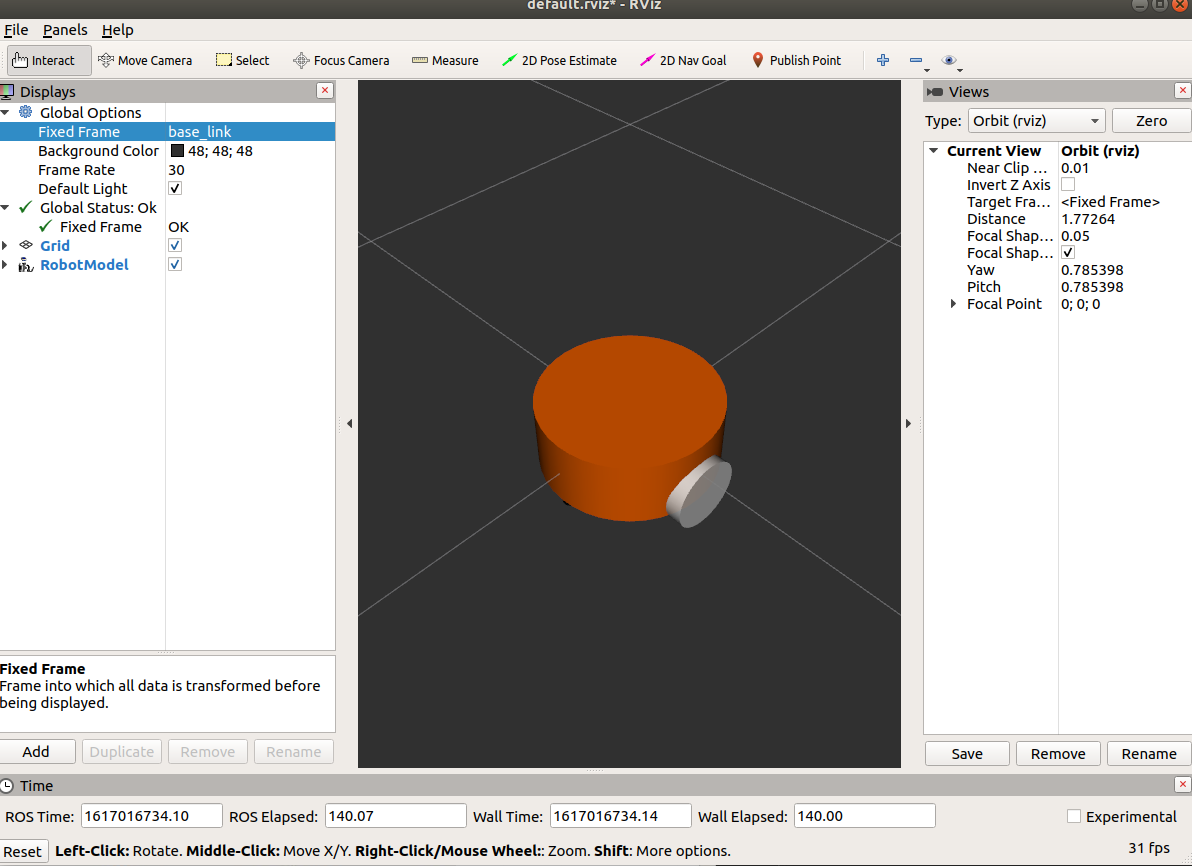 default.rviz* - RViz
File Panels Help
Interact Move Camera Select Focus Camera Measure 2D Pose Estimate 2D Nav Goal Publish Point
Displays
Global Options
Fixed Frame base_link
Background Color 48; 48; 48
Frame Rate 30
Default Light
Global Status: Ok
Fixed Frame OK
Grid
RobotModel
Fixed Frame
Frame into which all data is transformed before
being displayed.
Add Duplicate Remove Rename
Views
Type: Orbit (rviz) Zero
Current View Orbit (rviz)
Near Clip ... 0.01
Invert Z Axis
Target Fra... <Fixed Frame>
Distance 1.77264
Focal Shap... 0.05
Focal Shap...
Yaw 0.785398
Pitch 0.785398
Focal Point 0; 0; 0
Save Remove Rename
Time
ROS Time: 1617016734.10 ROS Elapsed: 140.07 Wall Time: 1617016734.14 Wall Elapsed: 140.00 Experimental
Reset Left-Click: Rotate. Middle-Click: Move X/Y. Right-Click/Mouse Wheel:: Zoom. Shift: More options. 31 fps